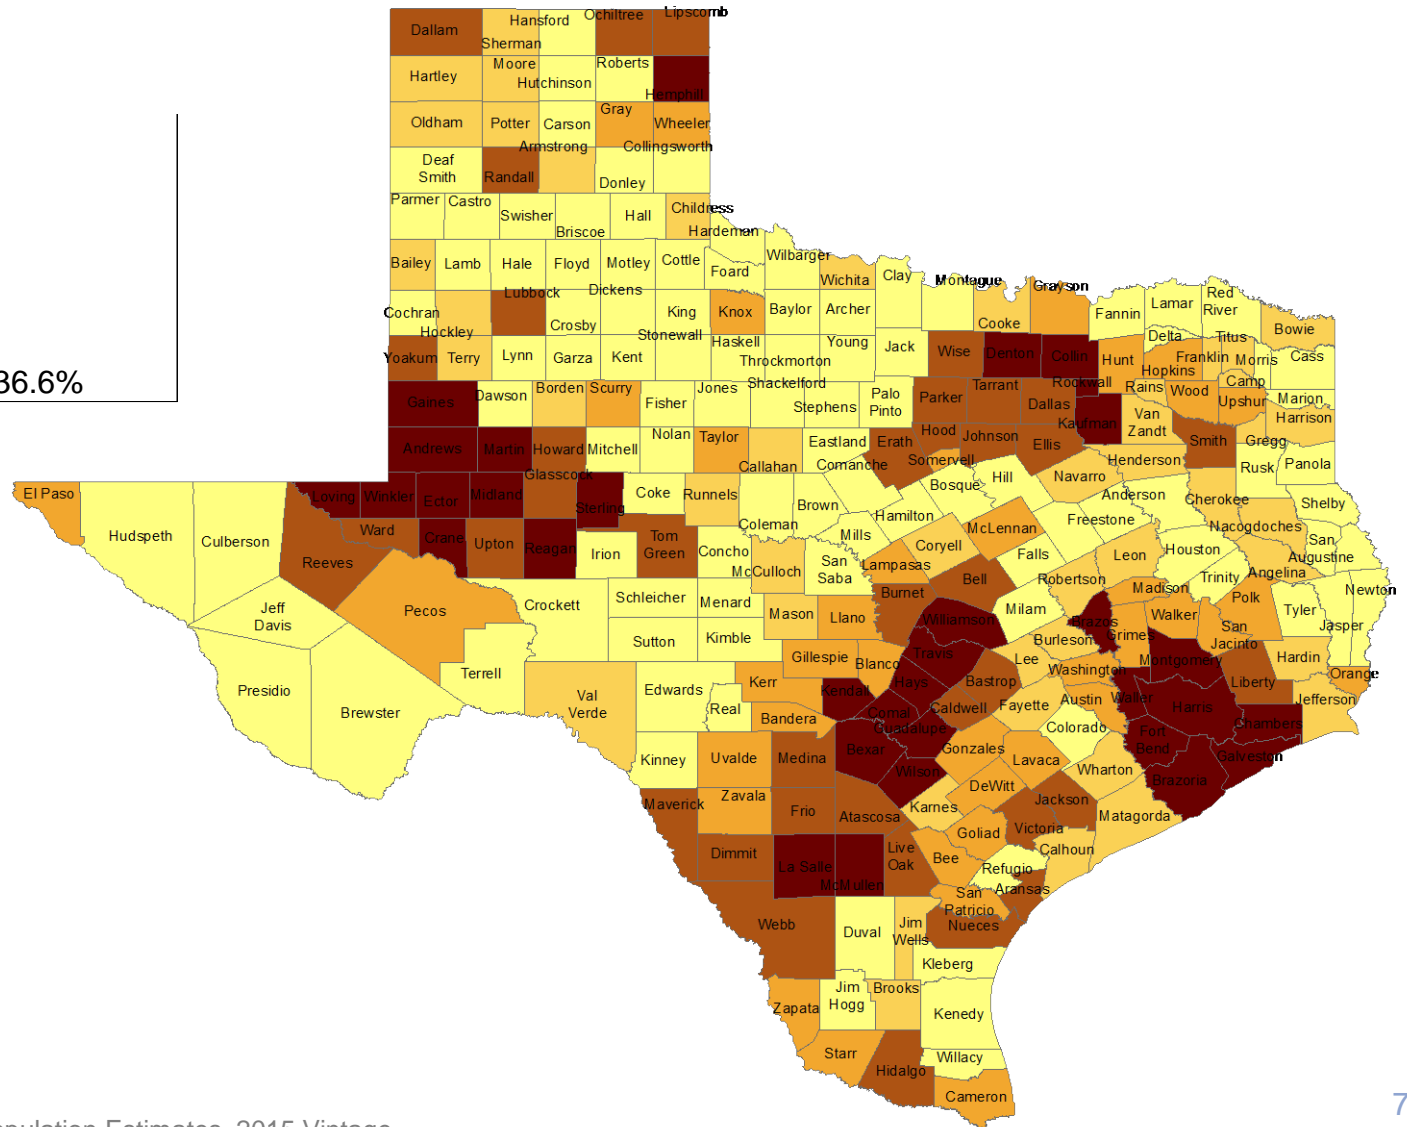 Dallam
Sherman
Hansford
Ochiltree
Lipscomb
Hartley
Moore
Hutchinson
Roberts
Hemphill
Oldham
Potter
Carson
Gray
Wheeler
Deaf
Smith
Randall
Armstrong
Donley
Collingsworth
Parmer
Castro
Swisher
Briscoe
Hall
Childress
Hardeman
Bailey
Lamb
Hale
Floyd
Motley
Cottle
Foard
Wilbarger
Wichita
Clay
Montague
Cooke
Grayson
Fannin
Lamar
Red
River
Bowie
Cochran
Hockley
Lubbock
Crosby
Dickens
King
Knox
Baylor
Archer
Stonewall
Haskell
Throckmorton
Young
Jack
Wise
Denton
Collin
Hunt
Delta
Hopkins
Franklin
Titus
Morris
Cass
36.6%
Yoakum
Terry
Lynn
Garza
Kent
Gaines
Dawson
Borden
Scurry
Fisher
Jones
Shackelford
Stephens
Palo
Pinto
Parker
Tarrant
Dallas
Rockwall
Kaufman
Rains
Van
Zandt
Wood
Camp
Upshur
Marion
Harrison
Andrews
Martin
Howard
Mitchell
Nolan
Taylor
Callahan
Eastland
Comanche
Erath
Hood
Somervell
Johnson
Ellis
Navarro
Henderson
Smith
Gregg
Rusk
Panola
El Paso
Hudspeth
Culberson
Reeves
Loving
Winkler
Ector
Midland
Glasscock
Sterling
Coke
Runnels
Coleman
Brown
Mills
Hamilton
Bosque
Hill
McLennan
Freestone
Anderson
Cherokee
Nacogdoches
Shelby
San
Augustine
Ward
Crane
Upton
Reagan
Irion
Tom
Green
Concho
McCulloch
San
Saba
Lampasas
Coryell
Bell
Falls
Robertson
Leon
Houston
Trinity
Angelina
Newton
Jeff
Davis
Pecos
Crockett
Schleicher
Menard
Mason
Llano
Burnet
Williamson
Milam
Brazos
Madison
Grimes
Walker
Polk
San
Jacinto
Tyler
Jasper
Presidio
Brewster
Terrell
Sutton
Kimble
Gillespie
Blanco
Travis
Lee
Burleson
Washington
Montgomery
Liberty
Hardin
Orange
Val
Verde
Edwards
Real
Kerr
Bandera
Kendall
Hays
Comal
Guadalupe
Caldwell
Bastrop
Fayette
Austin
Waller
Harris
Chambers
Jefferson
Kinney
Uvalde
Medina
Bexar
Wilson
Gonzales
Lavaca
Colorado
Wharton
Fort
Bend
Brazoria
Galveston
Maverick
Zavala
Frio
Atascosa
Karnes
DeWitt
Jackson
Victoria
Matagorda
Dimmit
La Salle
McMullen
Live
Oak
Bee
Goliad
Calhoun
Refugio
Aransas
Webb
Duval
Jim
Wells
San
Patricio
Nueces
Kleberg
Zapata
Jim
Hogg
Brooks
Kenedy
Starr
Hidalgo
Willacy
Cameron
Estimates, 2015 Vintage
7